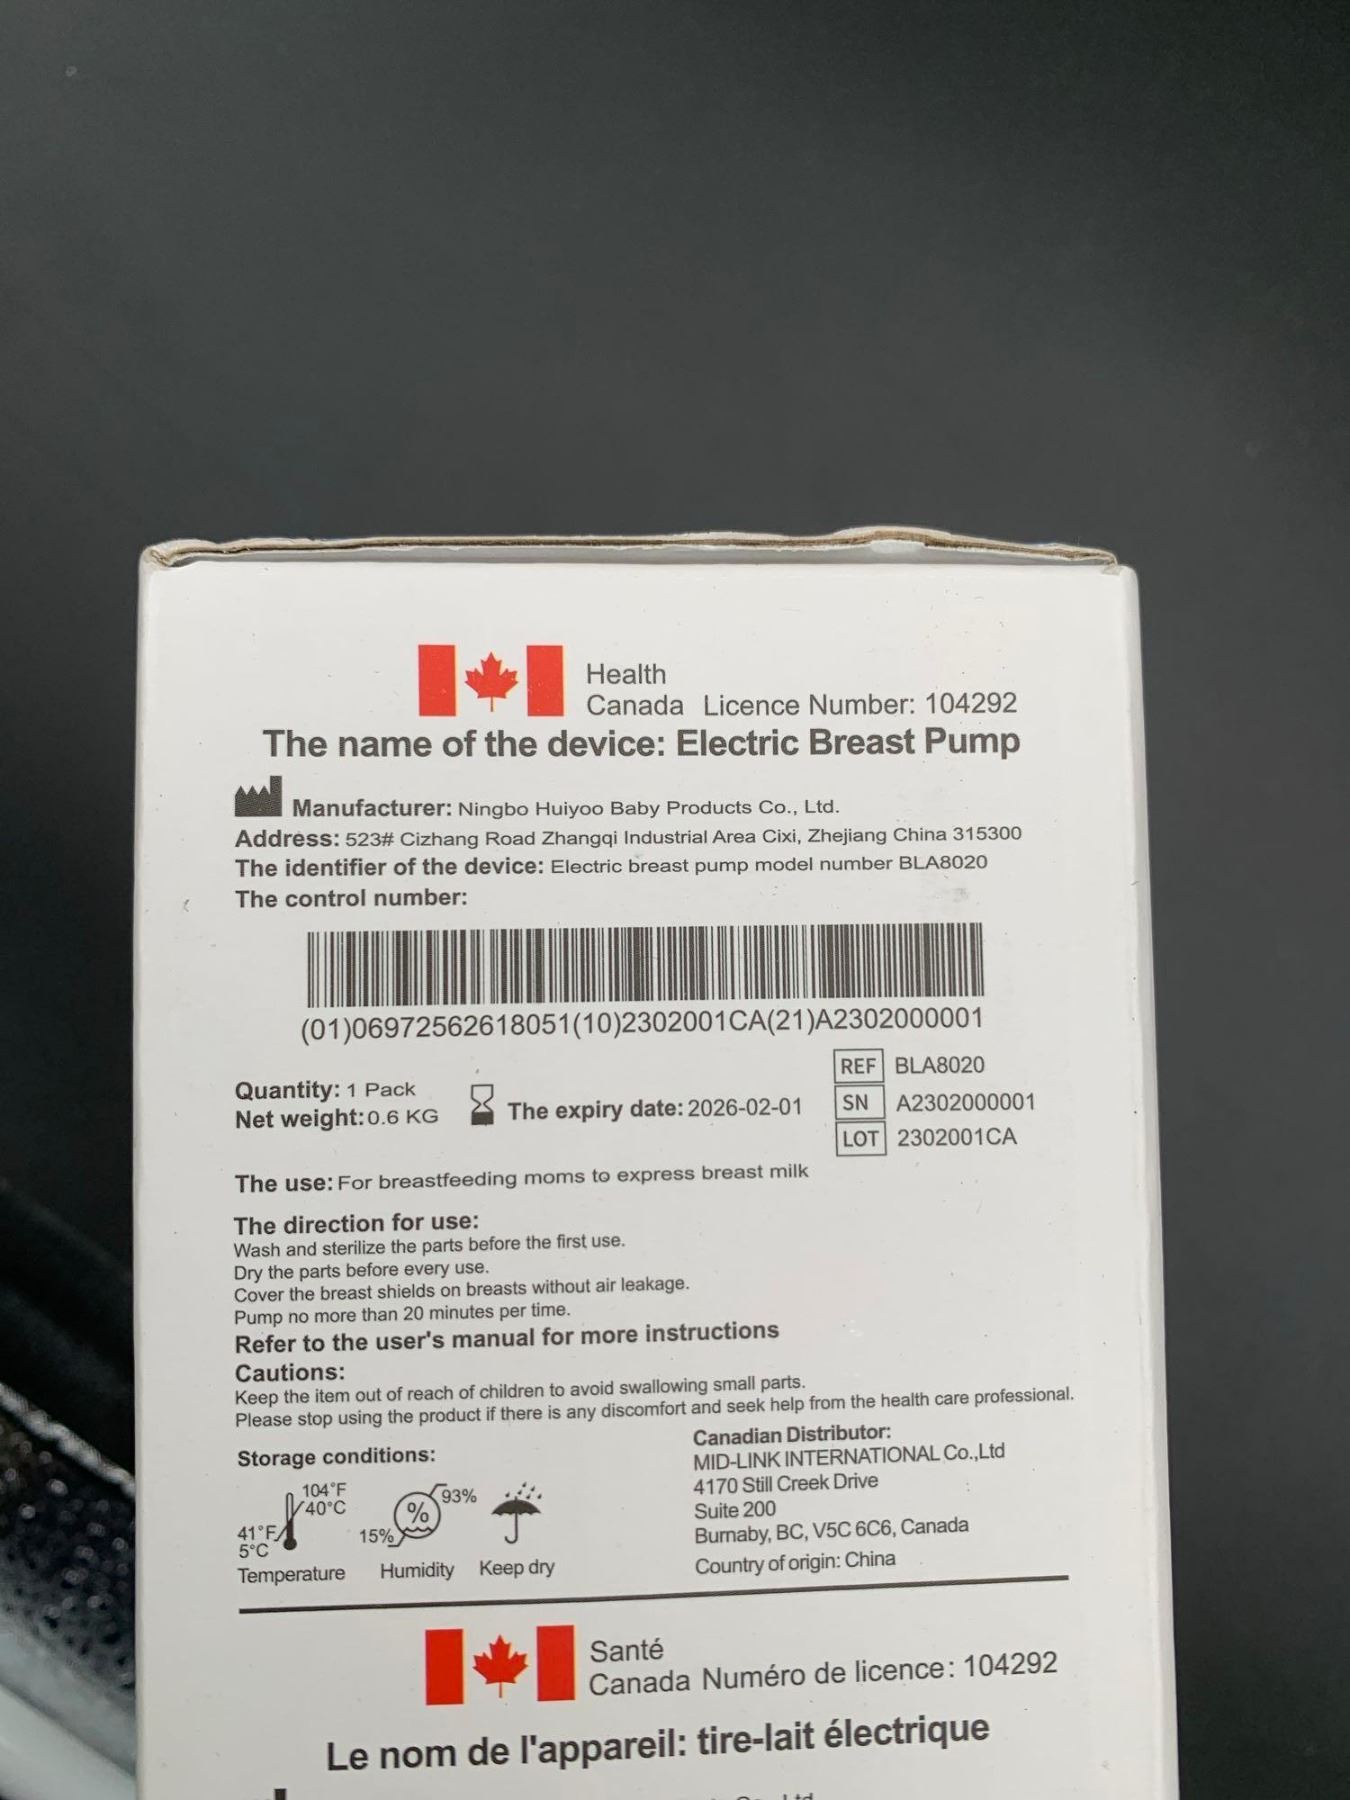 Health
Canada Licence Number: 104292
The name of the device: Electric Breast Pump
Manufacturer: Ningbo Huiyoo Baby Products Co., Ltd.
Address: 523# Cizhang Road Zhangqi Industrial Area Cixi, Zhejiang China 315300
The identifier of the device: Electric breast pump model number BLA8020
The control number:
(01)06972562618051(10)2302001CA(21)A2302000001
Quantity: 1 Pack
Net weight: 0.6 KG
The expiry date: 2026-02-01
REF BLA8020
SN A2302000001
LOT 2302001CA
The use: For breastfeeding moms to express breast milk
The direction for use:
Wash and sterilize the parts before the first use.
Dry the parts before every use.
Cover the breast shields on breasts without air leakage.
Pump no more than 20 minutes per time.
Refer to the user's manual for more instructions
Cautions:
Keep the item out of reach of children to avoid swallowing small parts.
Please stop using the product if there is any discomfort and seek help from the health care professional.
Storage conditions:
104°F
40°C
41°F
5°C
Temperature
93%
%
15%
Humidity
Keep dry
Canadian Distributor:
MID-LINK INTERNATIONAL Co.,Ltd
4170 Still Creek Drive
Suite 200
Burnaby, BC, V5C 6C6, Canada
Country of origin: China
Santé
Canada Numéro de licence: 104292
Le nom de l'appareil: tire-lait électrique